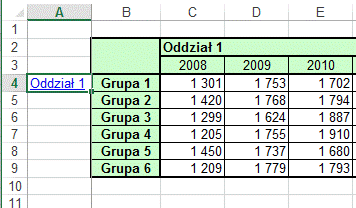 A B C D E
1
2 Oddział 1
3 2008 2009 2010
4 Oddział 1 Grupa 1 1 301 1 753 1 702
5 Grupa 2 1 420 1 768 1 794
6 Grupa 3 1 299 1 624 1 887
7 Grupa 4 1 205 1 755 1 910
8 Grupa 5 1 450 1 737 1 680
9 Grupa 6 1 209 1 779 1 793
10
11